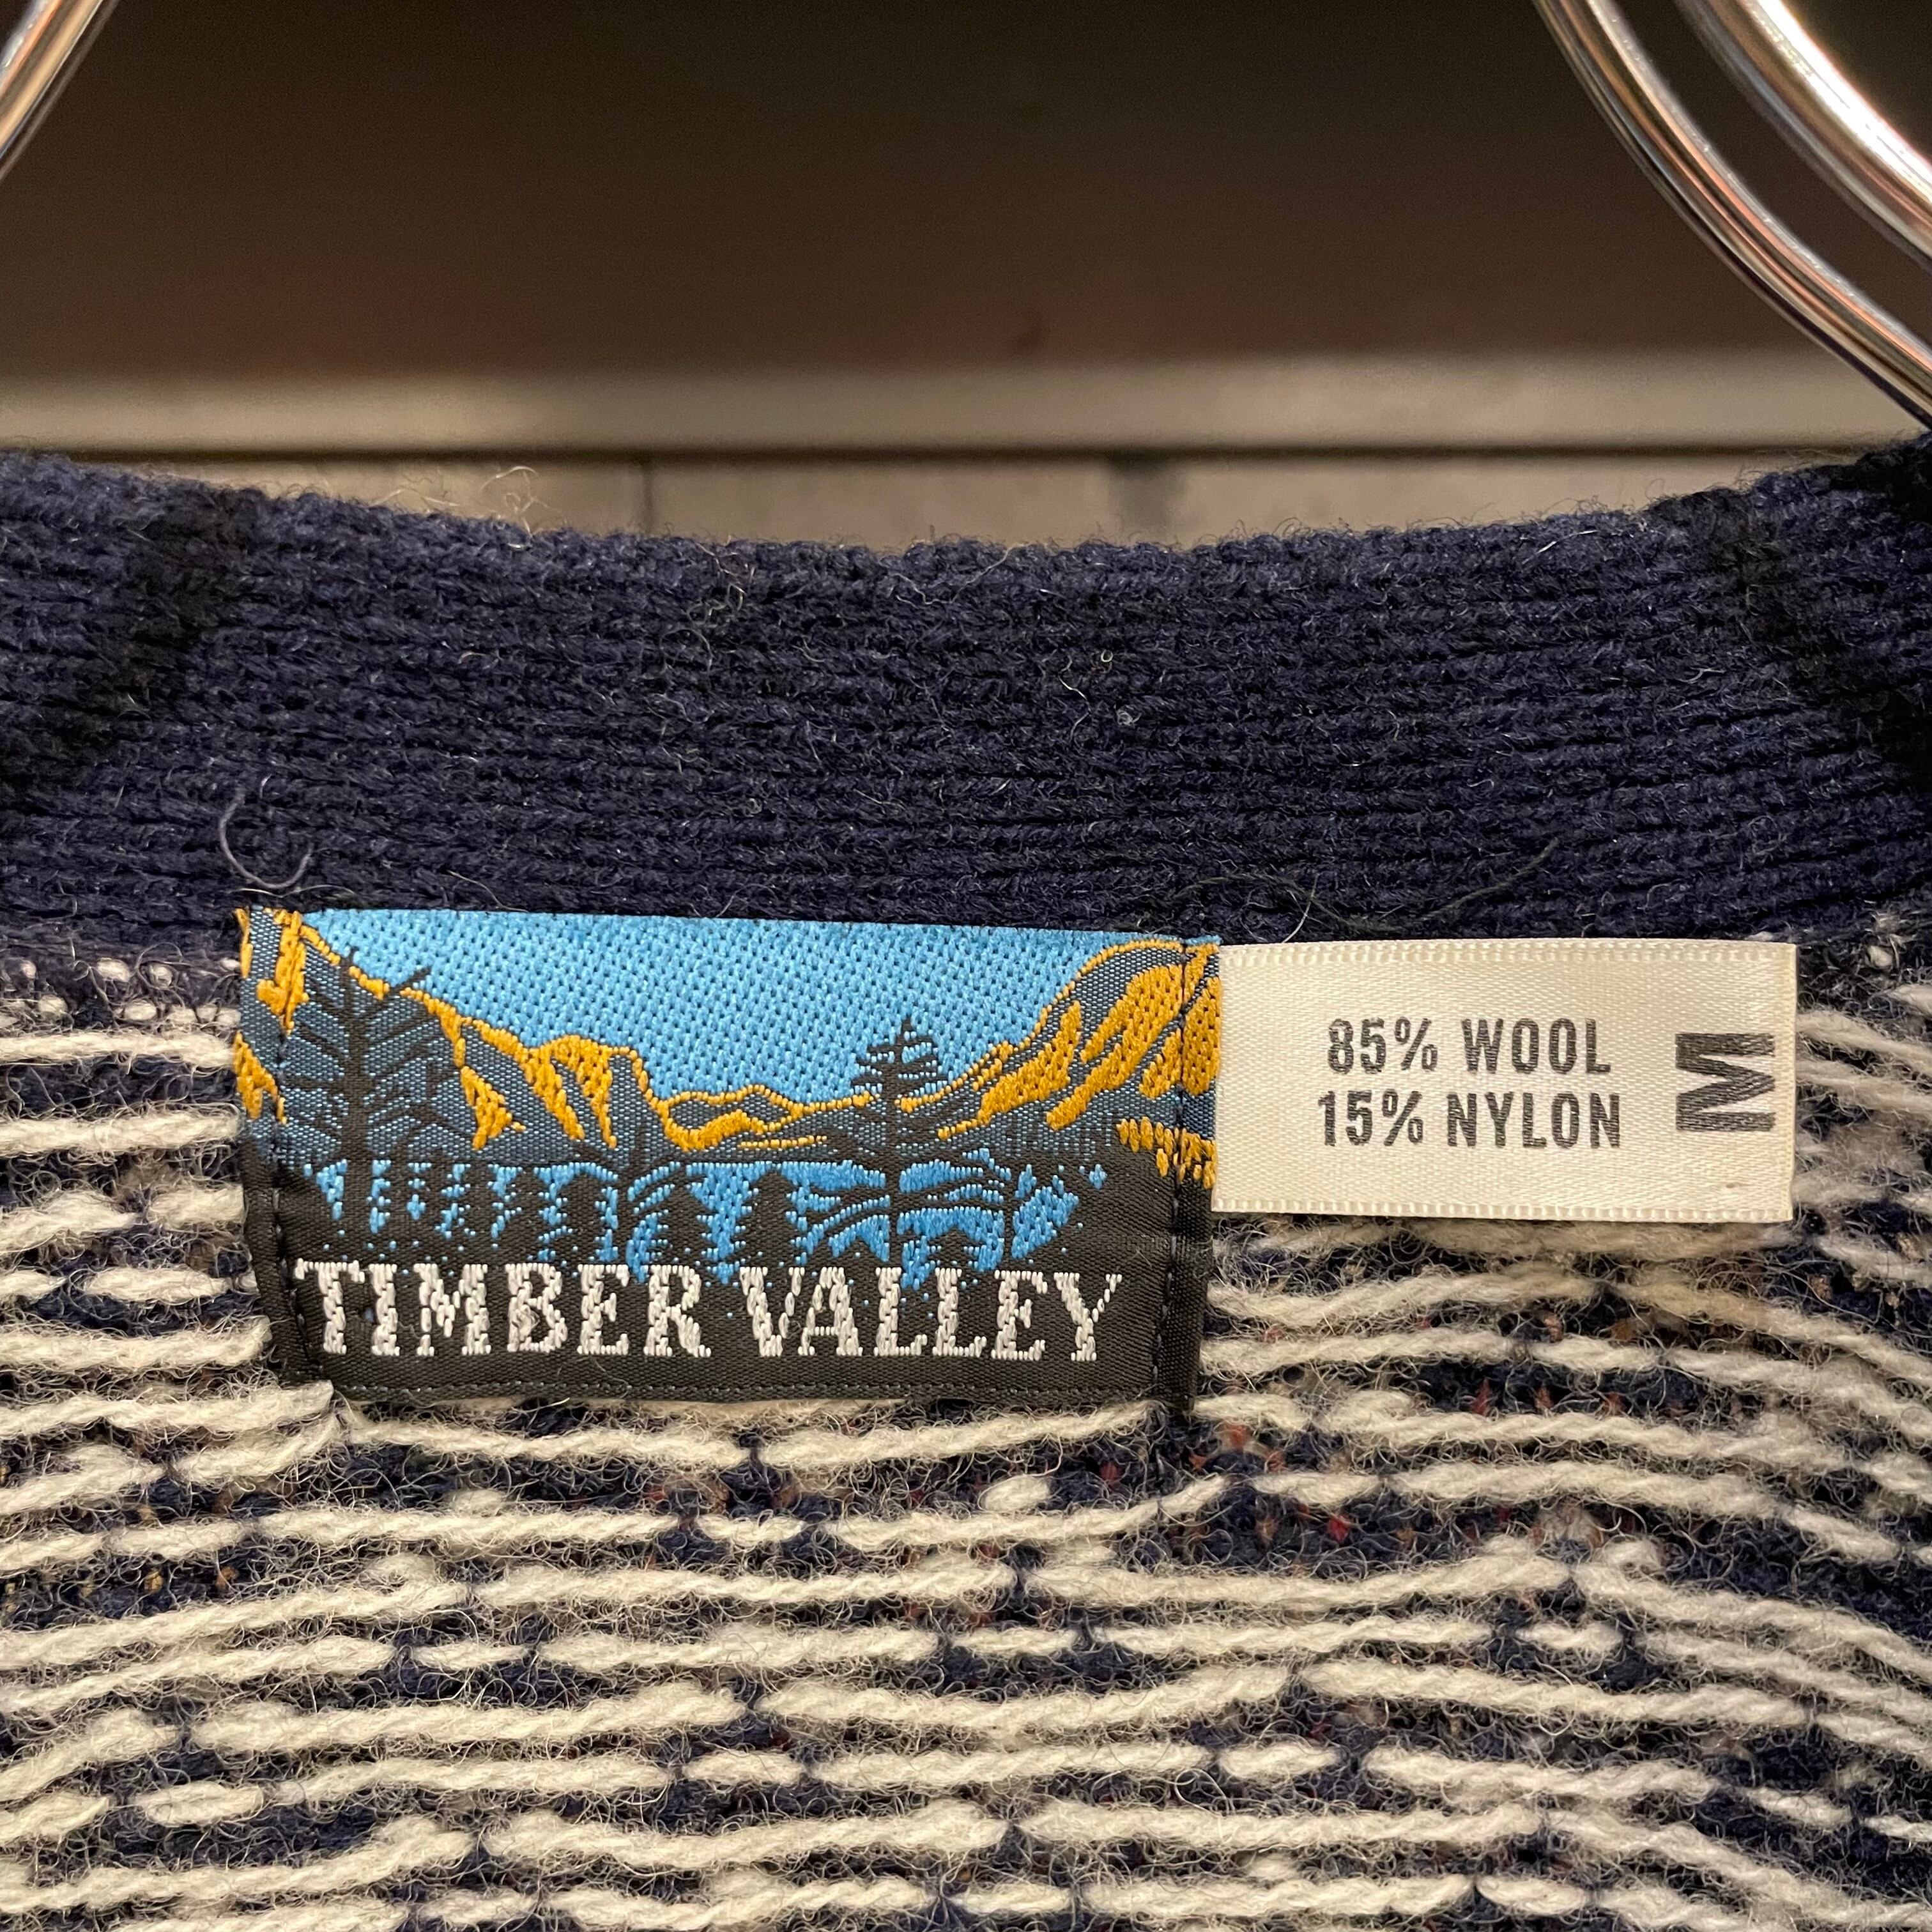 TIMBER VALLEY
85% WOOL
15% NYLON
M